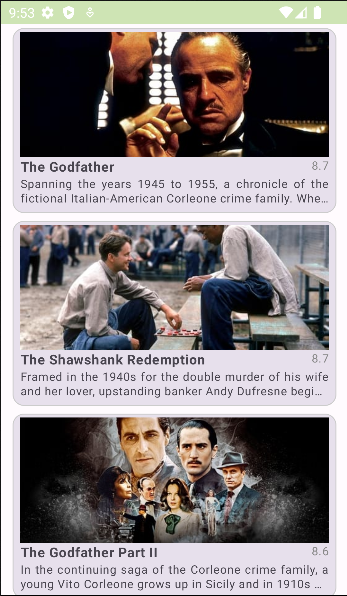 9:53
The Godfather
8.7
Spanning the years 1945 to 1955, a chronicle of the
fictional Italian-American Corleone crime family. Whe...
The Shawshank Redemption
8.7
Framed in the 1940s for the double murder of his wife
and her lover, upstanding banker Andy Dufresne begi...
The Godfather Part II
8.6
In the continuing saga of the Corleone crime family, a
young Vito Corleone grows up in Sicily and in 1910s ...